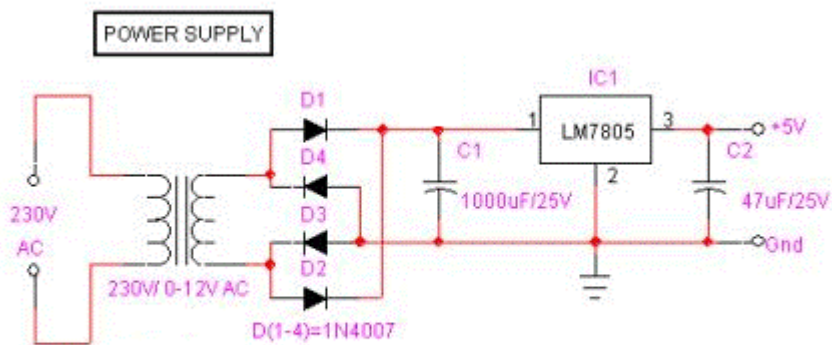 POWER SUPPLY
IC1
D1
1
LM7805
3
+5V
D4
C1
C2
2
230V
D3
1000uF/25V
47uF/25V
AC
D2
Gnd
230V/ 0-12V AC
D(1-4)=1N4007